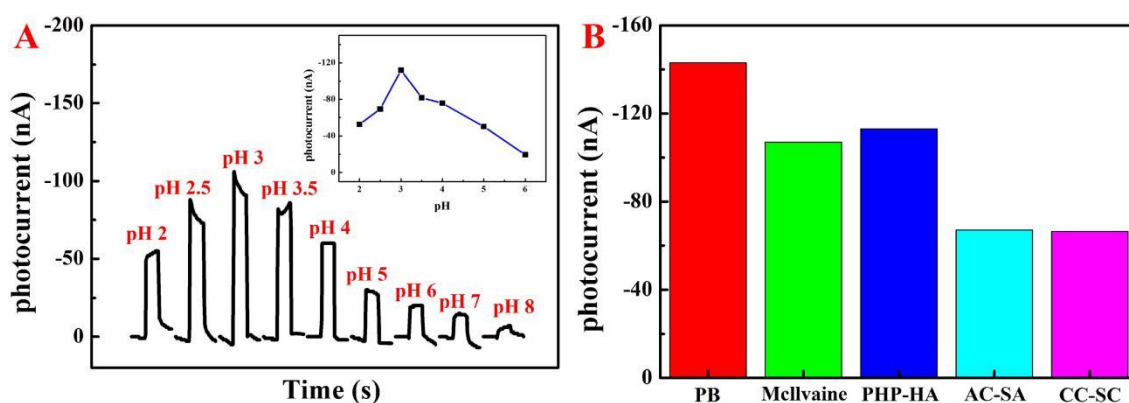 A
photocurrent (nA)
-200
-150
-100
-50
0
pH 2
pH 2.5
pH 3
pH 3.5
pH 4
pH 5
pH 6
pH 7
pH 8
Time (s)
photocurrent (nA)
-120
-80
-40
0
2 3 4 5 6
pH
B
photocurrent (nA)
-160
-120
-80
-40
0
PB McIlvaine PHP-HA AC-SA CC-SC